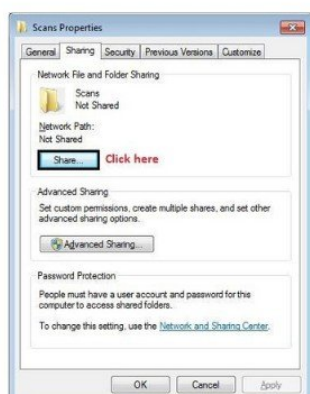 Scans Properties
General Sharing Security Previous Versions Customize
Network File and Folder Sharing
Scans
Not Shared
Network Path:
Not Shared
Share... Click here
Advanced Sharing
Set custom permissions, create multiple shares, and set other
advanced sharing options.
Advanced Sharing...
Password Protection
People must have a user account and password for this
computer to access shared folders.
To change this setting, use the Network and Sharing Center.
OK Cancel Apply